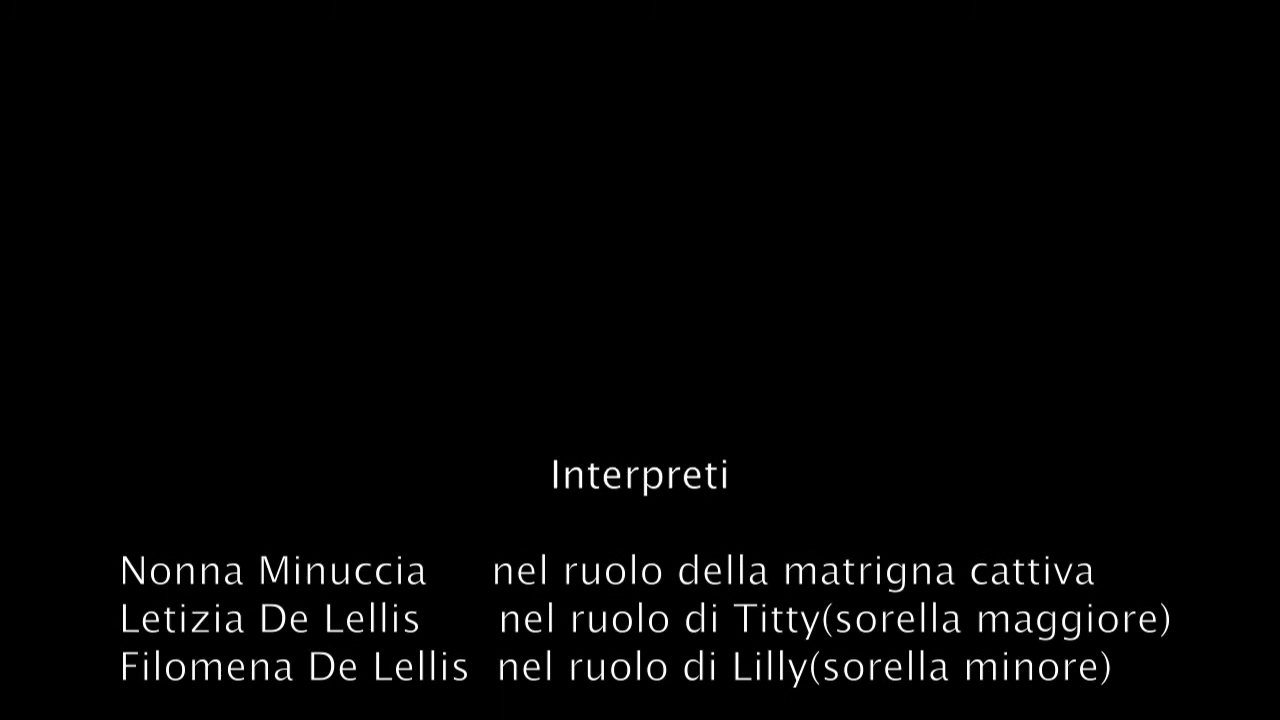 Interpreti
Nonna Minuccia nel ruolo della matrigna cattiva
Letizia De Lellis nel ruolo di Titty(sorella maggiore)
Filomena De Lellis nel ruolo di Lilly(sorella minore)